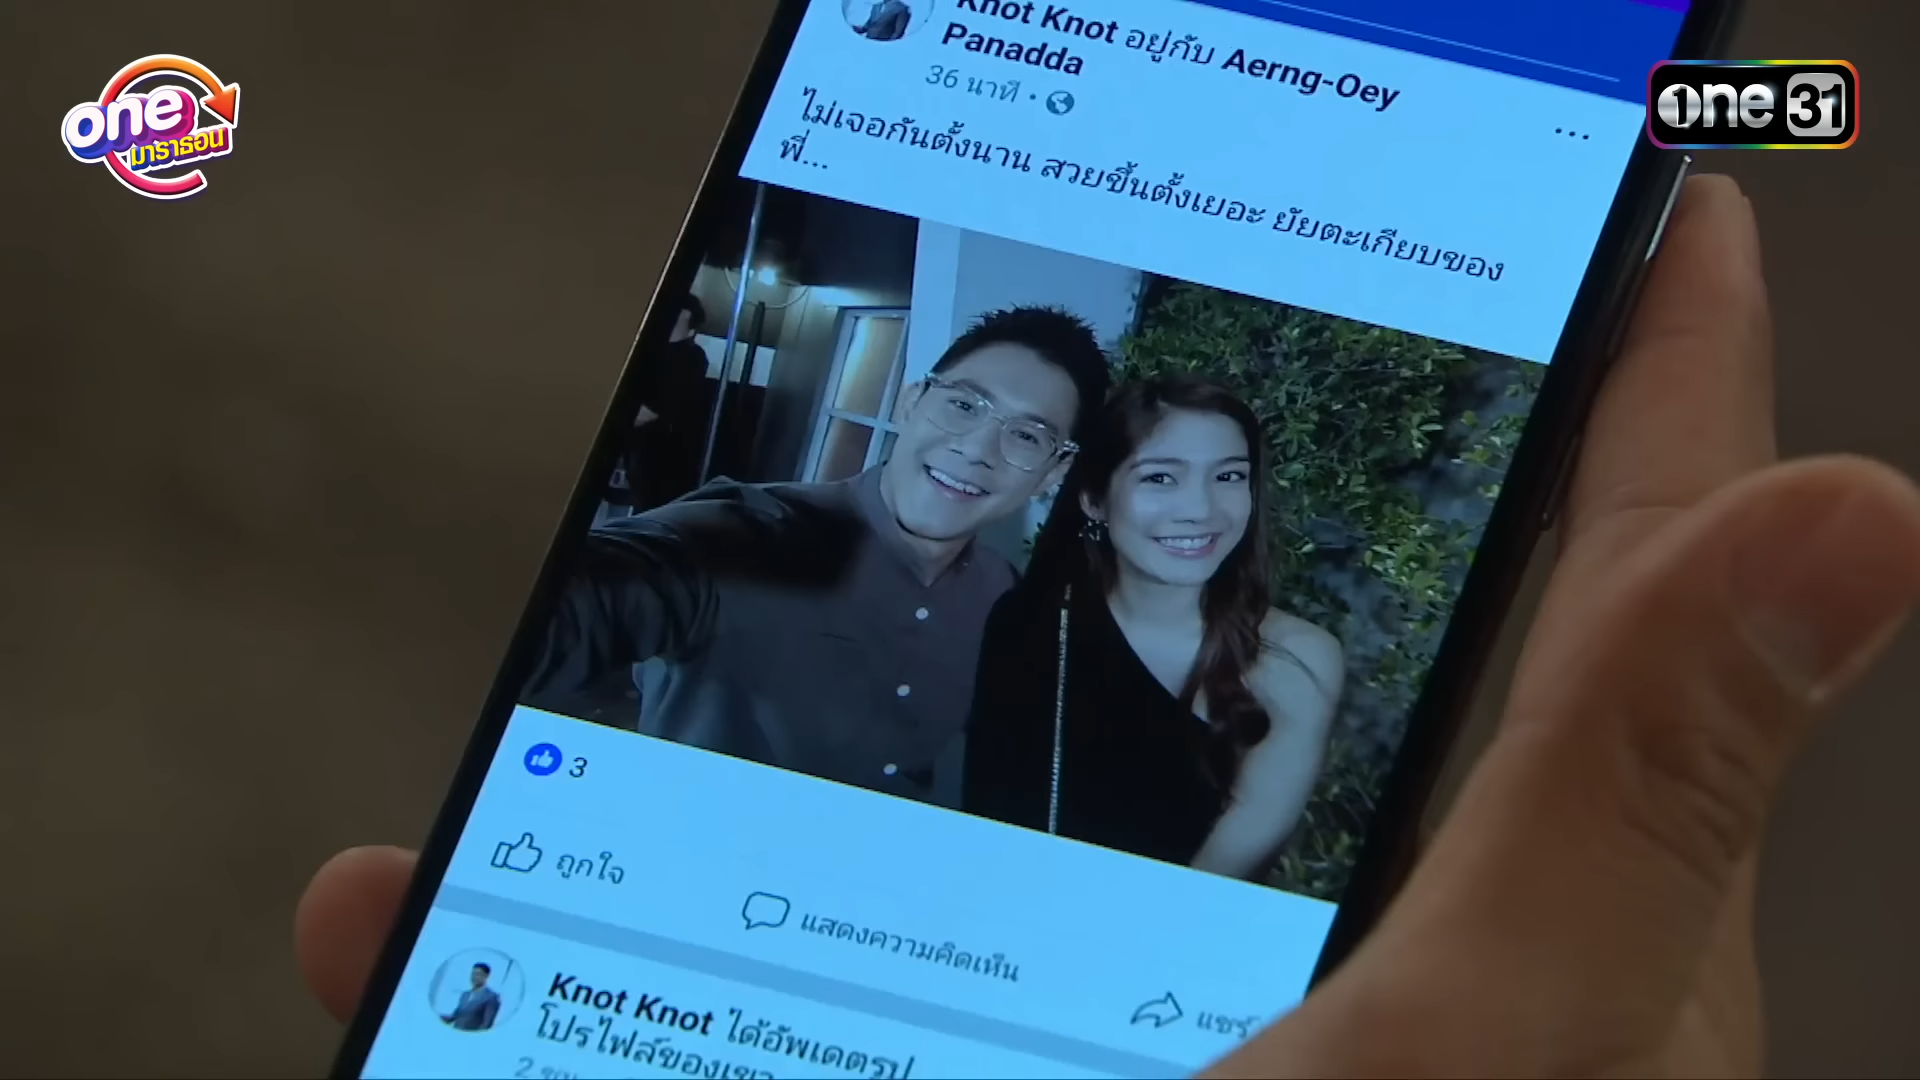 one
มาราธอน
one 31
Knot Knot อยู่กับ Aerng-Oey
Panadda
36 นาที ·
ไม่เจอกันตั้งนาน สวยขึ้นตั้งเยอะ ยัยตะเกียบของ
พี่...
3
ถูกใจ
แสดงความคิดเห็น
แชร์
Knot Knot ได้อัพเดตรูป
โปรไฟล์ของเขา
2